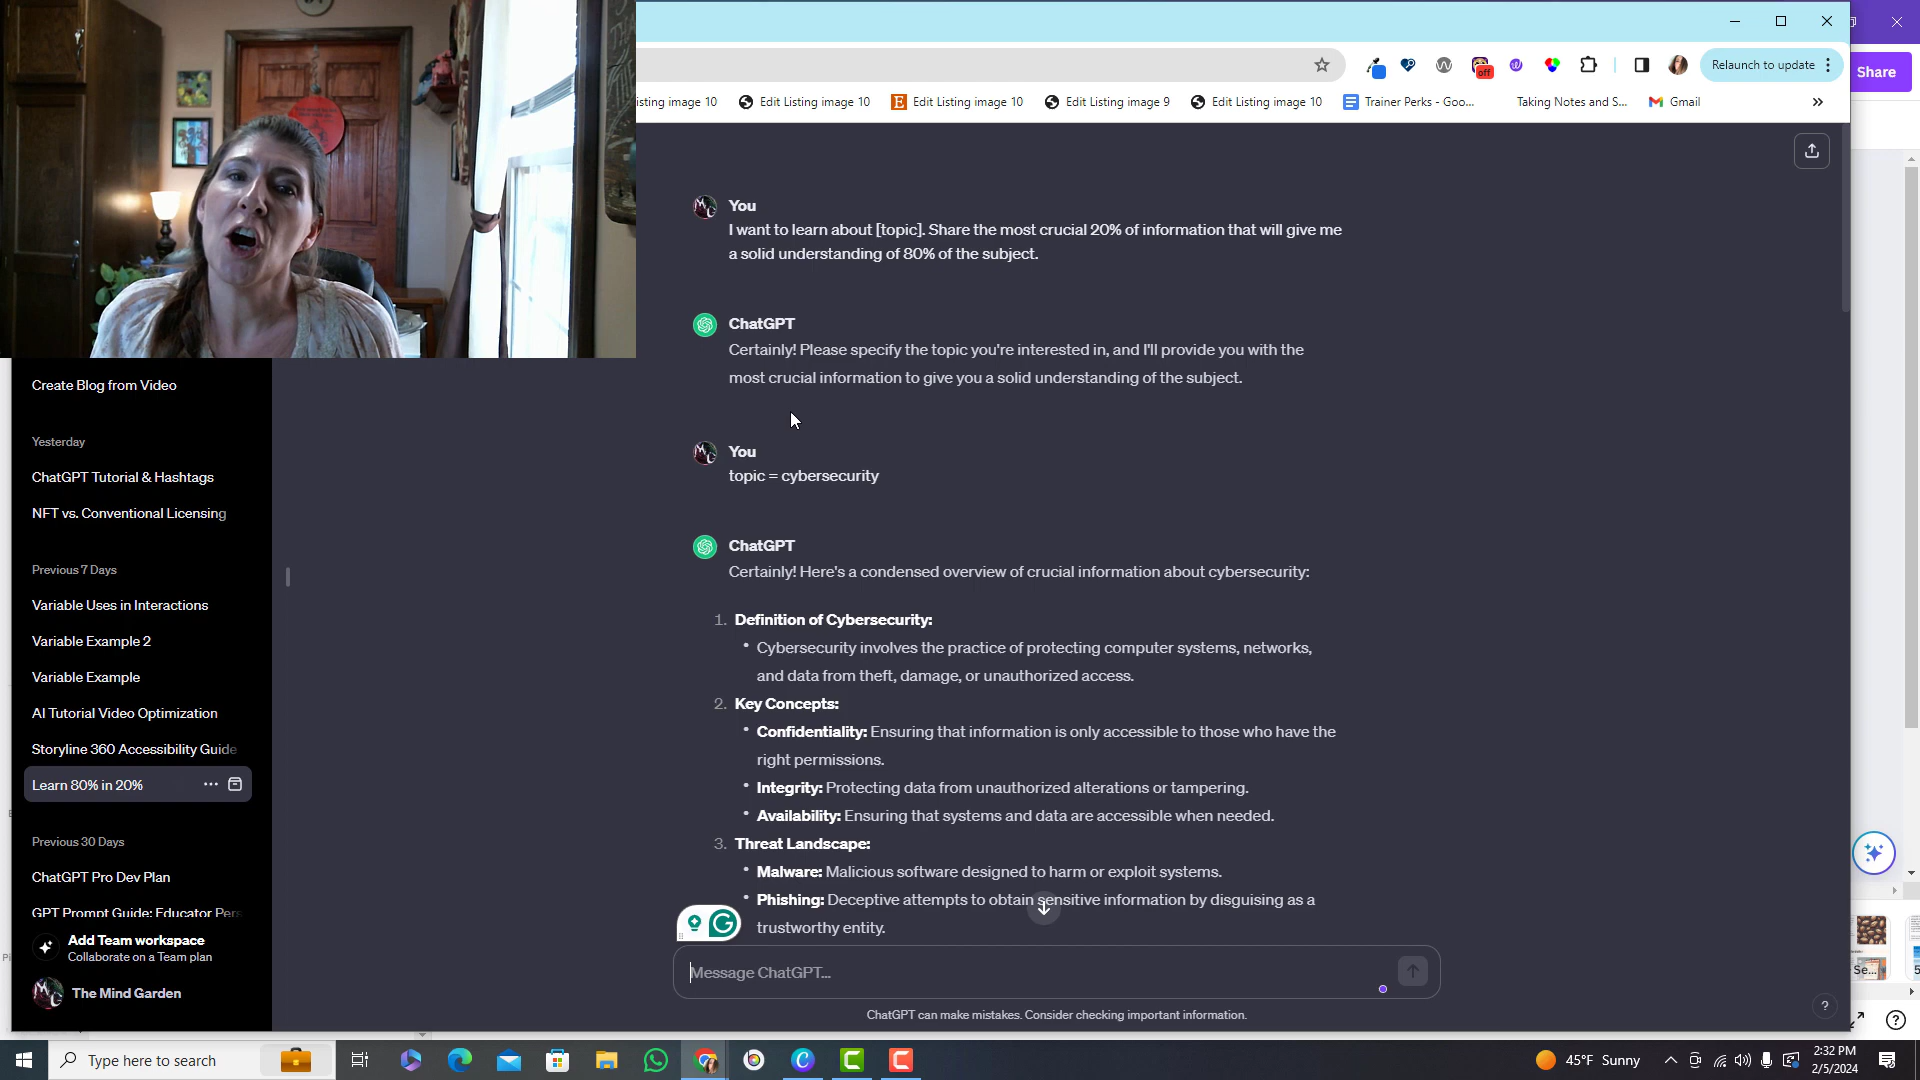 Relaunch to update
Share
off
isting image 10
Edit Listing image 10
Edit Listing image 10
Edit Listing image 9
Edit Listing image 10
Trainer Perks - Goo...
Taking Notes and S...
Gmail
»
You
I want to learn about [topic]. Share the most crucial 20% of information that will give me
a solid understanding of 80% of the subject.
ChatGPT
Certainly! Please specify the topic you're interested in, and I'll provide you with the
most crucial information to give you a solid understanding of the subject.
You
topic = cybersecurity
ChatGPT
Certainly! Here's a condensed overview of crucial information about cybersecurity:
1. Definition of Cybersecurity:
• Cybersecurity involves the practice of protecting computer systems, networks,
and data from theft, damage, or unauthorized access.
2. Key Concepts:
• Confidentiality: Ensuring that information is only accessible to those who have the
right permissions.
• Integrity: Protecting data from unauthorized alterations or tampering.
• Availability: Ensuring that systems and data are accessible when needed.
3. Threat Landscape:
• Malware: Malicious software designed to harm or exploit systems.
• Phishing: Deceptive attempts to obtain sensitive information by disguising as a
trustworthy entity.
Message ChatGPT...
ChatGPT can make mistakes. Consider checking important information.
?
Create Blog from Video
Yesterday
ChatGPT Tutorial & Hashtags
NFT vs. Conventional Licensing
Previous 7 Days
Variable Uses in Interactions
Variable Example 2
Variable Example
AI Tutorial Video Optimization
Storyline 360 Accessibility Guide
Learn 80% in 20%
Previous 30 Days
ChatGPT Pro Dev Plan
GPT Prompt Guide: Educator Pers
Add Team workspace
Collaborate on a Team plan
The Mind Garden
Se...
5
?
Type here to search
45°F Sunny
2:32 PM
2/5/2024